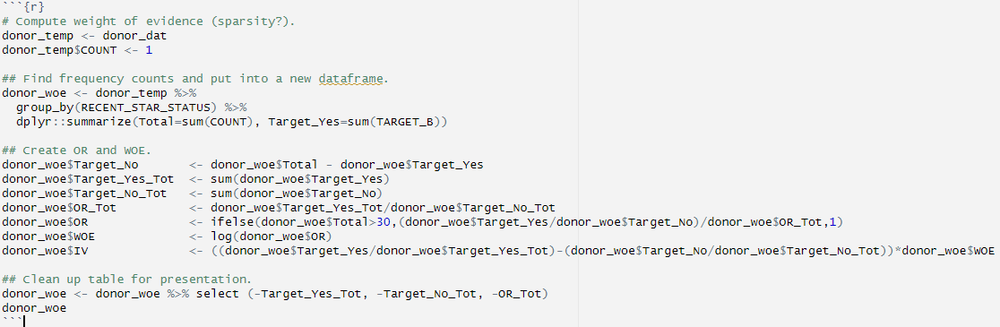 ```{r}
# Compute weight of evidence (sparsity?).
donor_temp <- donor_dat
donor_temp$COUNT <- 1

## Find frequency counts and put into a new dataframe.
donor_woe <- donor_temp %>%
  group_by(RECENT_STAR_STATUS) %>%
  dplyr::summarize(Total=sum(COUNT), Target_Yes=sum(TARGET_B))

## Create OR and WOE.
donor_woe$Target_No       <- donor_woe$Total - donor_woe$Target_Yes
donor_woe$Target_Yes_Tot  <- sum(donor_woe$Target_Yes)
donor_woe$Target_No_Tot   <- sum(donor_woe$Target_No)
donor_woe$OR_Tot          <- donor_woe$Target_Yes_Tot/donor_woe$Target_No_Tot
donor_woe$OR              <- ifelse(donor_woe$Total>30,(donor_woe$Target_Yes/donor_woe$Target_No)/donor_woe$OR_Tot,1)
donor_woe$WOE             <- log(donor_woe$OR)
donor_woe$IV              <- ((donor_woe$Target_Yes/donor_woe$Target_Yes_Tot)-(donor_woe$Target_No/donor_woe$Target_No_Tot))*donor_woe$WOE

## Clean up table for presentation.
donor_woe <- donor_woe %>% select (-Target_Yes_Tot, -Target_No_Tot, -OR_Tot)
donor_woe
```